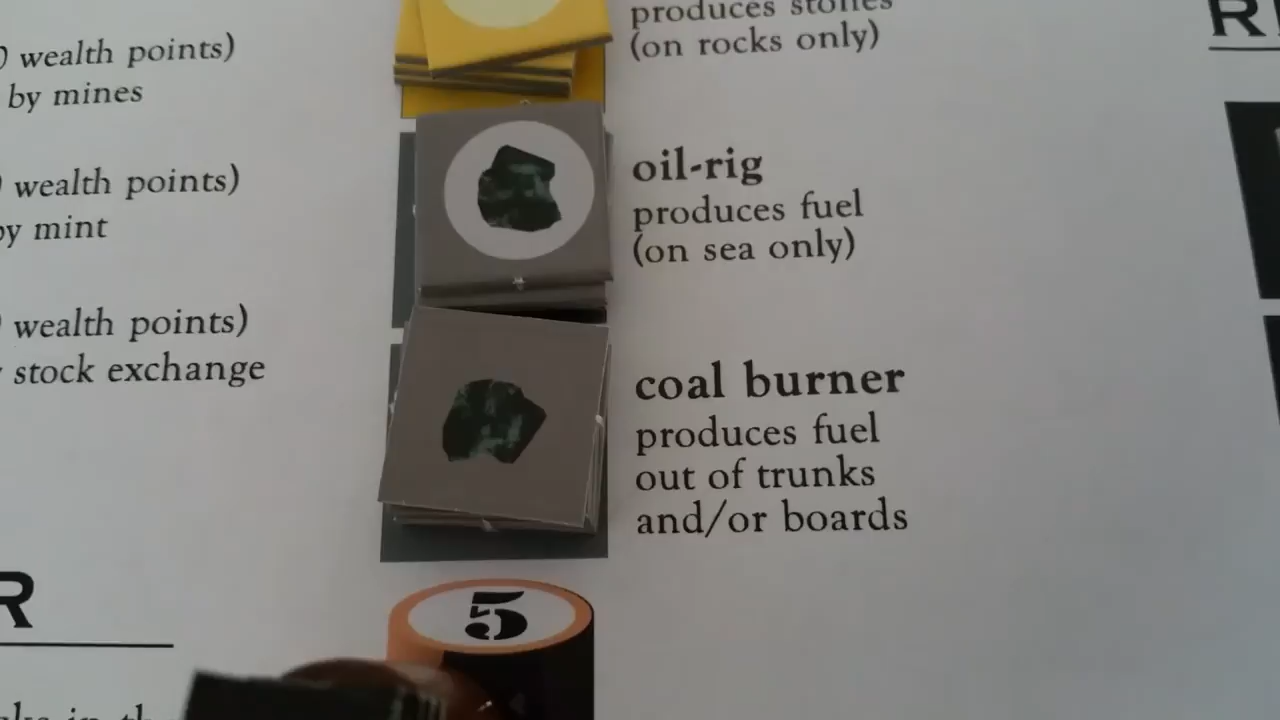 wealth points)
by mines
wealth points)
by mint
wealth points)
stock exchange
R
produces stones
(on rocks only)
oil-rig
produces fuel
(on sea only)
coal burner
produces fuel
out of trunks
and/or boards
5